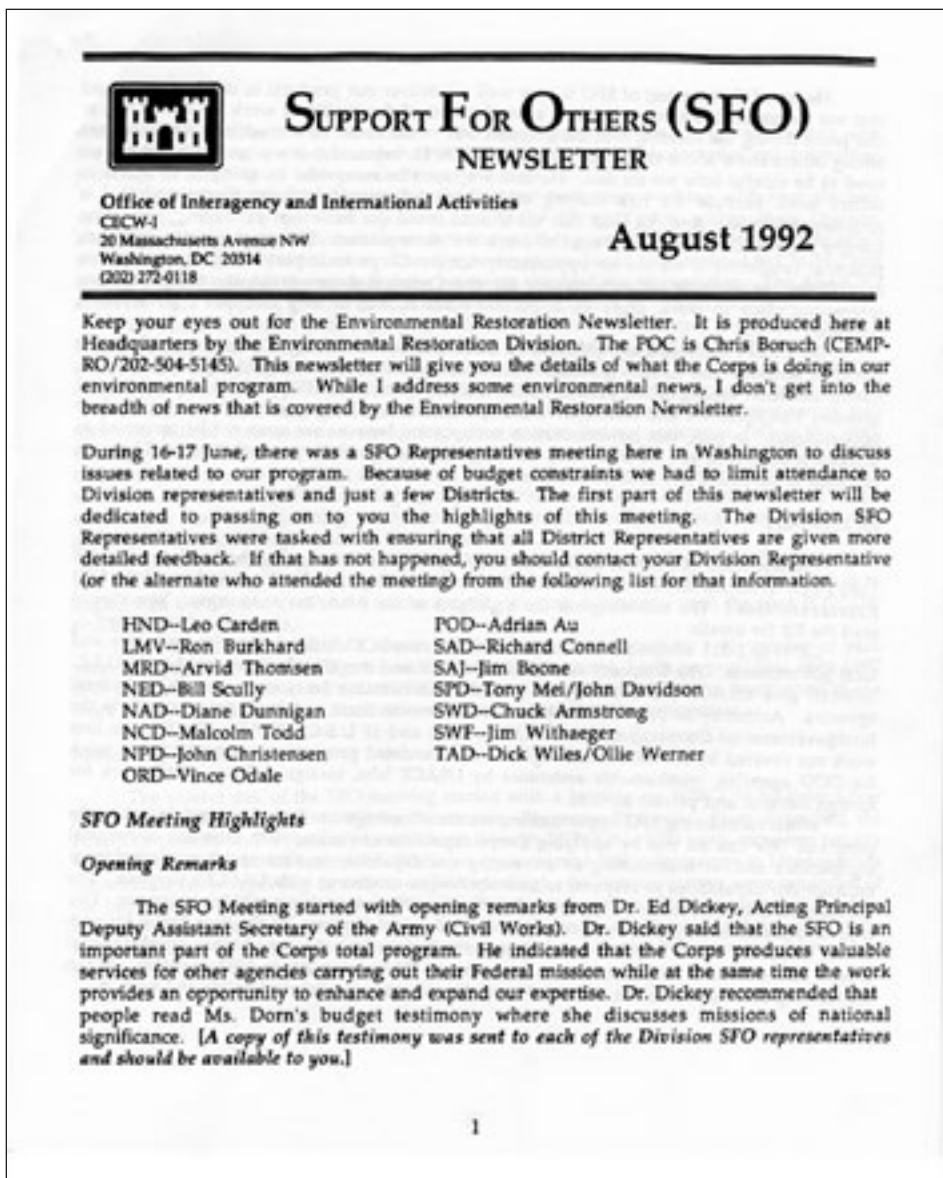 SUPPORT FOR OTHERS (SFO)
NEWSLETTER
Office of Interagency and International Activities
CECW-I
20 Massachusetts Avenue NW
Washington, DC 20314
(202) 272-0118
August 1992
Keep your eyes out for the Environmental Restoration Newsletter. It is produced here at
Headquarters by the Environmental Restoration Division. The POC is Chris Boruch (CEMP-
RO/202-504-5145). This newsletter will give you the details of what the Corps is doing in our
environmental program. While I address some environmental news, I don't get into the
breadth of news that is covered by the Environmental Restoration Newsletter.
During 16-17 June, there was a SFO Representatives meeting here in Washington to discuss
issues related to our program. Because of budget constraints we had to limit attendance to
Division representatives and just a few Districts. The first part of this newsletter will be
dedicated to passing on to you the highlights of this meeting. The Division SFO
Representatives were tasked with ensuring that all District Representatives are given more
detailed feedback. If that has not happened, you should contact your Division Representative
(or the alternate who attended the meeting) from the following list for that information.
HND--Leo Carden
LMV--Ron Burkhard
MRD--Arvid Thomsen
NED--Bill Scully
NAD--Diane Dunnigan
NCD--Malcolm Todd
NPD--John Christensen
ORD--Vince Odale
POD--Adrian Au
SAD--Richard Connell
SAJ--Jim Boone
SPD--Tony Mei/John Davidson
SWD--Chuck Armstrong
SWF--Jim Withaeger
TAD--Dick Wiles/Ollie Werner
SFO Meeting Highlights
Opening Remarks
The SFO Meeting started with opening remarks from Dr. Ed Dickey, Acting Principal
Deputy Assistant Secretary of the Army (Civil Works). Dr. Dickey said that the SFO is an
important part of the Corps total program. He indicated that the Corps produces valuable
services for other agencies carrying out their Federal mission while at the same time the work
provides an opportunity to enhance and expand our expertise. Dr. Dickey recommended that
people read Ms. Dorn's budget testimony where she discusses missions of national
significance. [A copy of this testimony was sent to each of the Division SFO representatives
and should be available to you.]
1